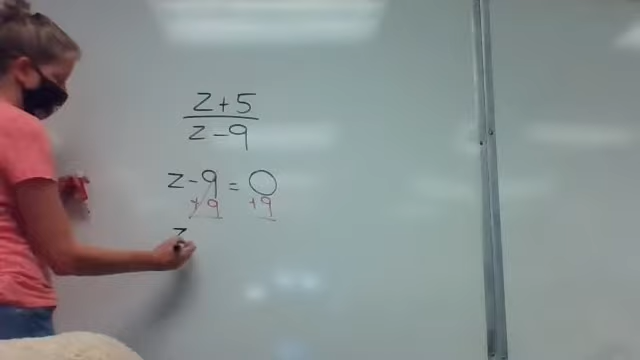 z + 5
z - 9
z - 9 = 0
+ 9 + 9
z